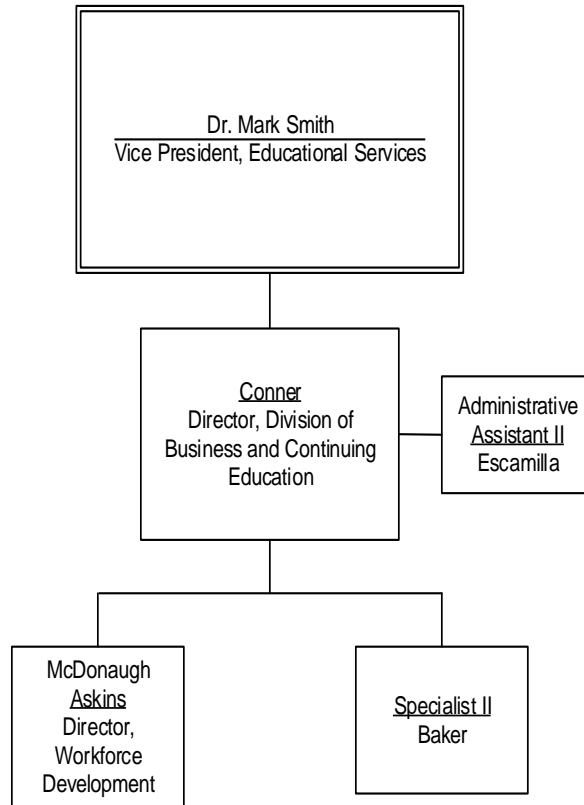 Dr. Mark Smith
Vice President, Educational Services
Conner
Director, Division of
Business and Continuing
Education
Administrative
Assistant II
Escamilla
McDonaugh
Askins
Director,
Workforce
Development
Specialist II
Baker